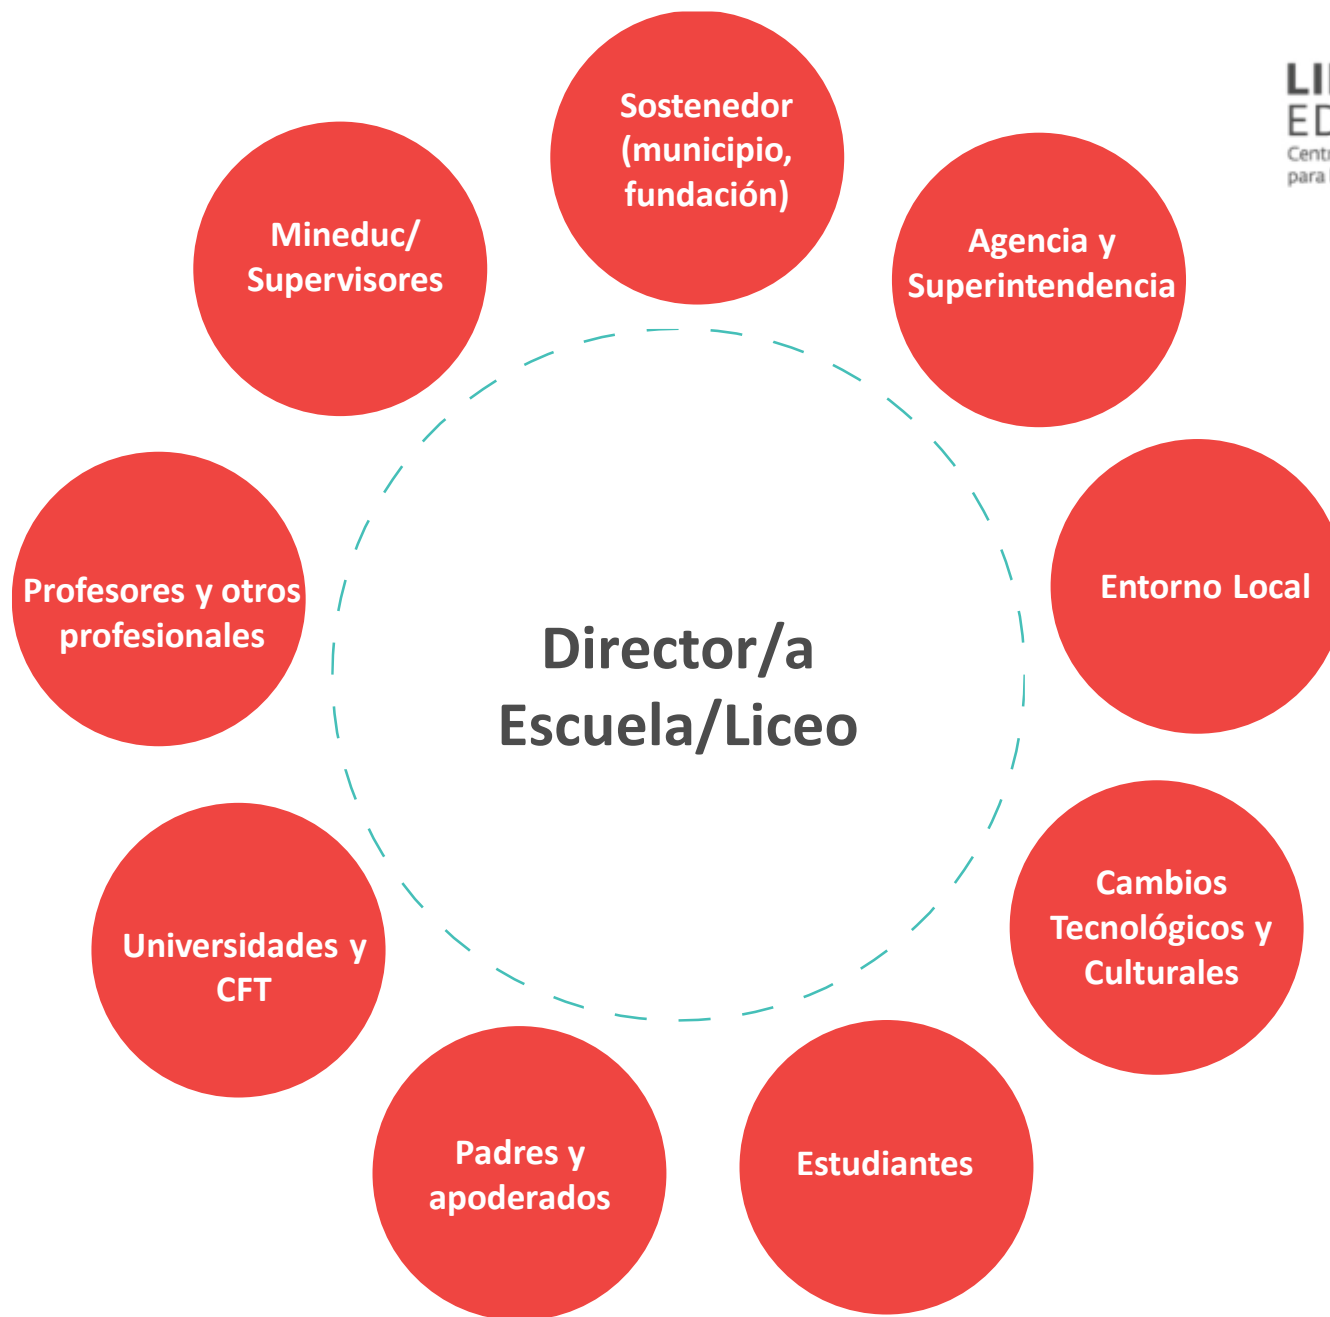 Sostenedor
(municipio,
fundación)
Mineduc/
Supervisores
Agencia y
Superintendencia
Profesores y otros
profesionales
Entorno Local
Director/a
Escuela/Liceo
Universidades y
CFT
Cambios
Tecnológicos y
Culturales
Padres y
apoderados
Estudiantes
para